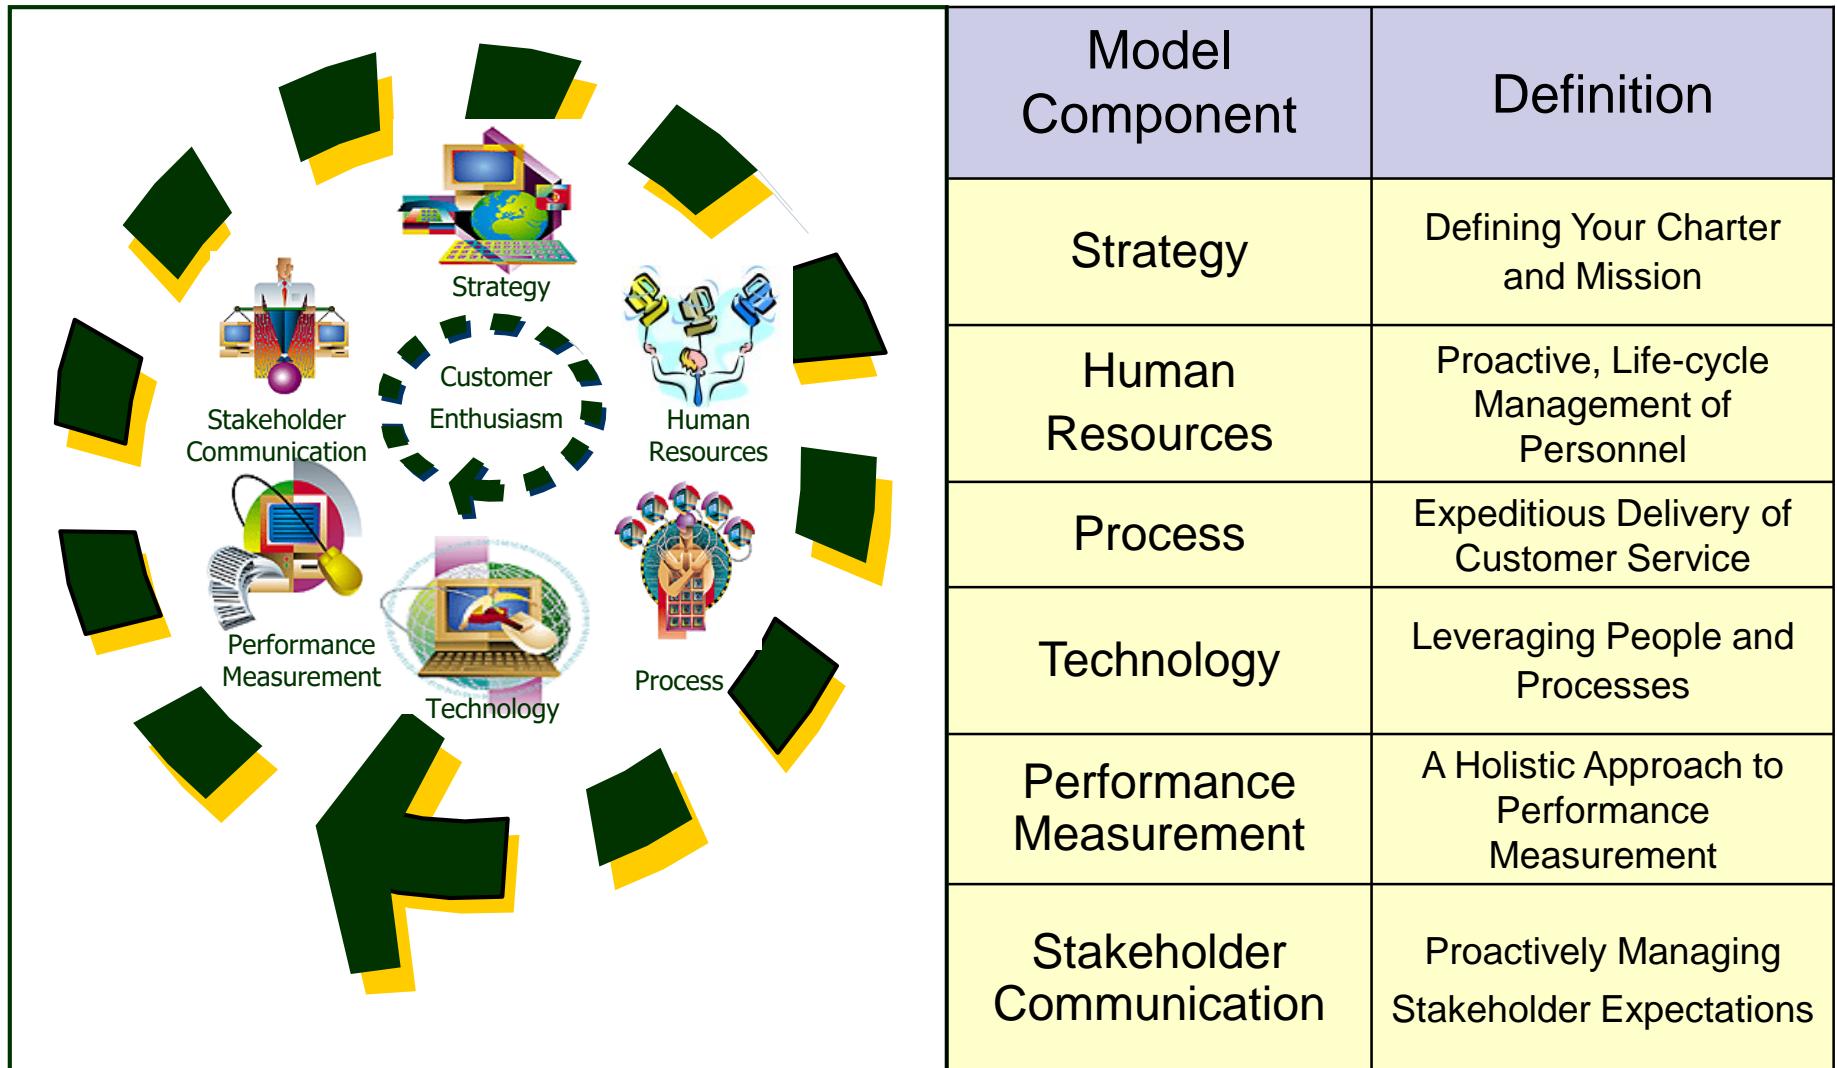 Strategy
Customer
Enthusiasm
Stakeholder
Communication
Human
Resources
Performance
Measurement
Technology
Process
Model
Component
Definition
Strategy
Defining Your Charter
and Mission
Human
Resources
Proactive, Life-cycle
Management of
Personnel
Process
Expeditious Delivery of
Customer Service
Technology
Leveraging People and
Processes
Performance
Measurement
A Holistic Approach to
Performance
Measurement
Stakeholder
Communication
Proactively Managing
Stakeholder Expectations